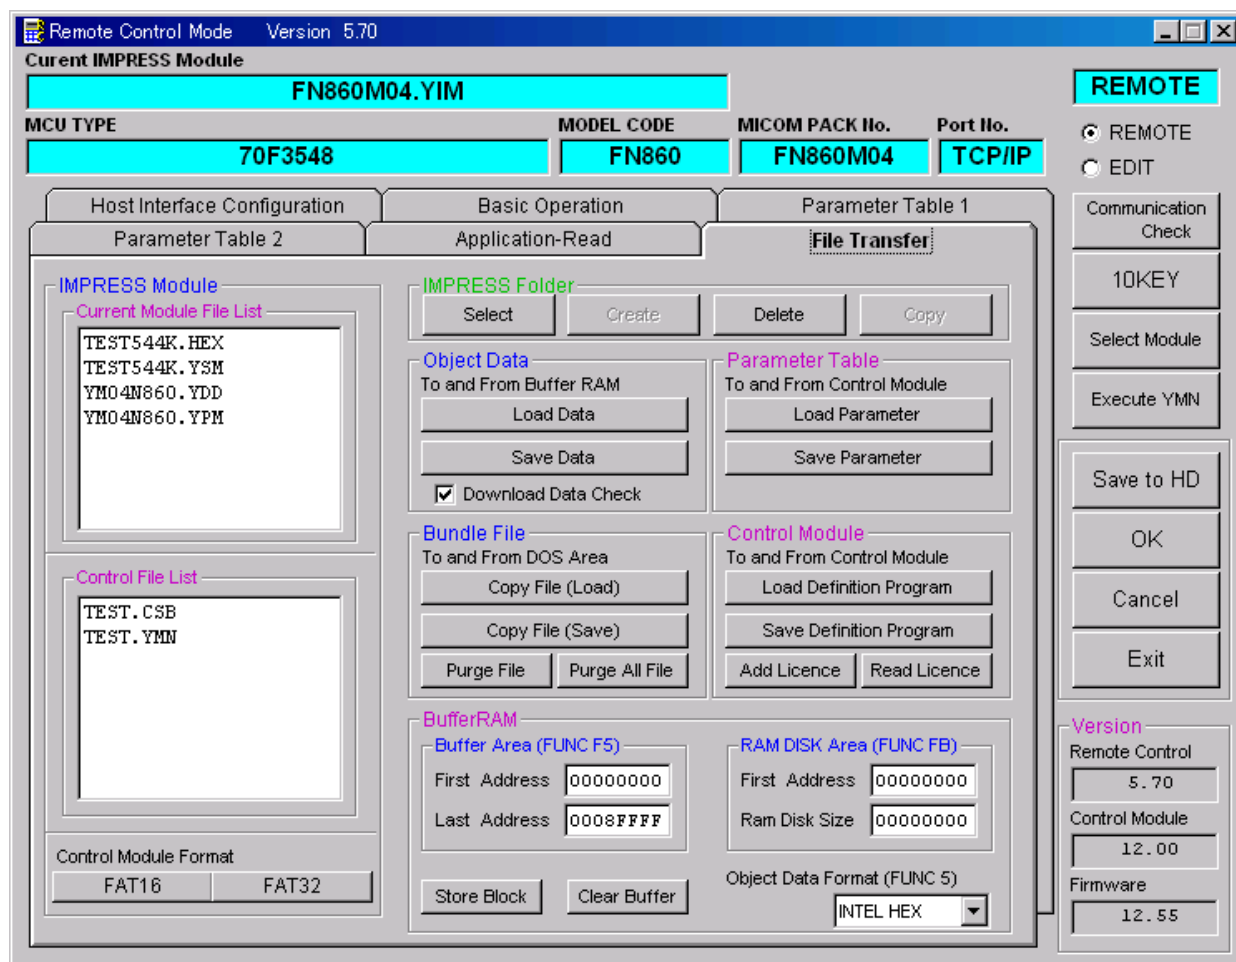 Remote Control Mode Version 5.70
Curent IMPRESS Module
FN860M04.YIM
REMOTE
MCU TYPE MODEL CODE MICOM PACK No. Port No.
70F3548 FN860 FN860M04 TCP/IP
REMOTE
EDIT
Host Interface Configuration Basic Operation Parameter Table 1
Parameter Table 2 Application-Read File Transfer
Communication
Check
10KEY
Select Module
Execute YMN
Save to HD
OK
Cancel
Exit
IMPRESS Module
Current Module File List
TEST544K.HEX
TEST544K.YSM
YM04N860.YDD
YM04N860.YPM
Control File List
TEST.CSB
TEST.YMN
Control Module Format
FAT16 FAT32
IMPRESS Folder
Select Create Delete Copy
Object Data
To and From Buffer RAM
Load Data
Save Data
Download Data Check
Parameter Table
To and From Control Module
Load Parameter
Save Parameter
Bundle File
To and From DOS Area
Copy File (Load)
Copy File (Save)
Purge File Purge All File
Control Module
To and From Control Module
Load Definition Program
Save Definition Program
Add Licence Read Licence
BufferRAM
Buffer Area (FUNC F5)
First Address 00000000
Last Address 0008FFFF
RAM DISK Area (FUNC FB)
First Address 00000000
Ram Disk Size 00000000
Store Block Clear Buffer
Object Data Format (FUNC 5)
INTEL HEX
Version
Remote Control
5.70
Control Module
12.00
Firmware
12.55